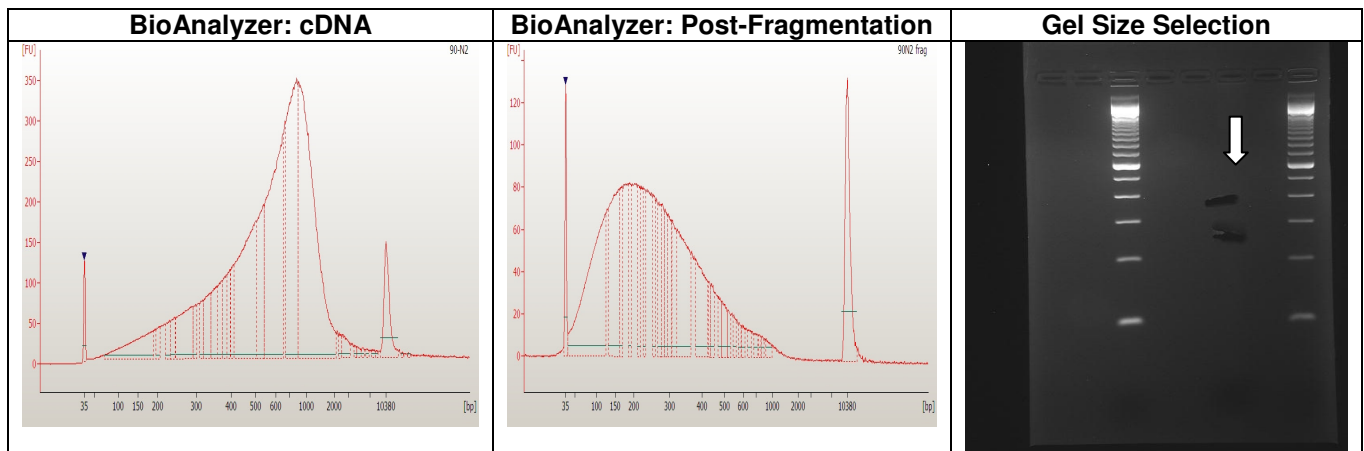 BioAnalyzer: cDNA
BioAnalyzer: Post-Fragmentation
Gel Size Selection
[FU]
90-N2
350
300
250
200
150
100
50
0
35 100 150 200 300 400 500 600 1000 2000 10380 [bp]
[FU]
90N2 frag
120
100
80
60
40
20
0
35 100 150 200 300 400 500 600 1000 2000 10380 [bp]